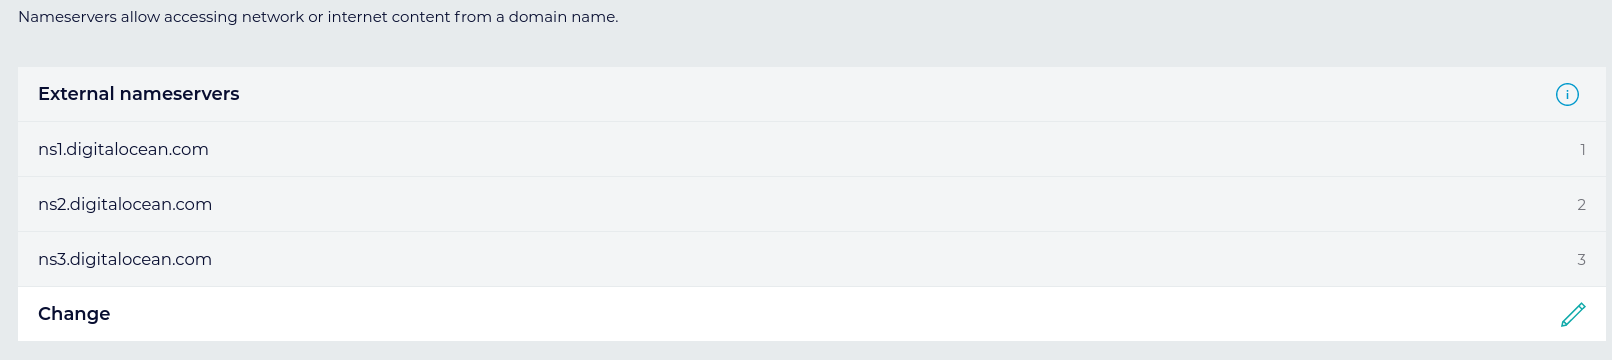 Nameservers allow accessing network or internet content from a domain name.
External nameservers
ns1.digitalocean.com 1
ns2.digitalocean.com 2
ns3.digitalocean.com 3
Change